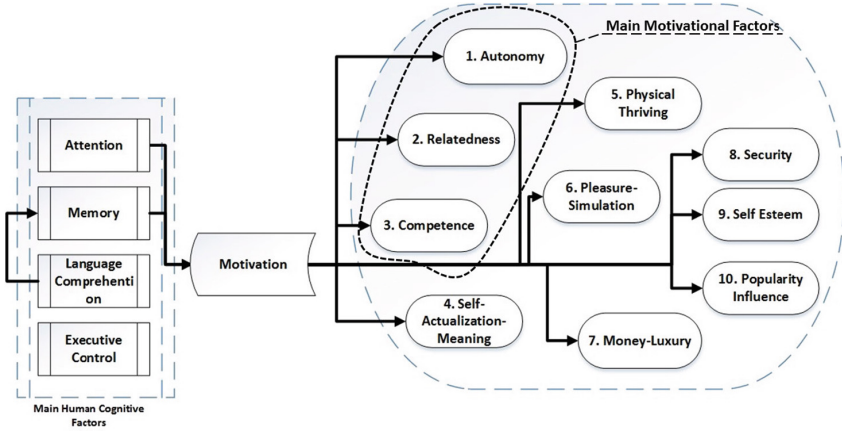 Main Motivational Factors
1. Autonomy
5. Physical
Thriving
Attention
2. Relatedness
8. Security
6. Pleasure-
Simulation
Memory
9. Self Esteem
3. Competence
Language
Comprehenti
on
Motivation
10. Popularity
Influence
4. Self-
Actualization-
Meaning
Executive
Control
7. Money-Luxury
Main Human Cognitive
Factors